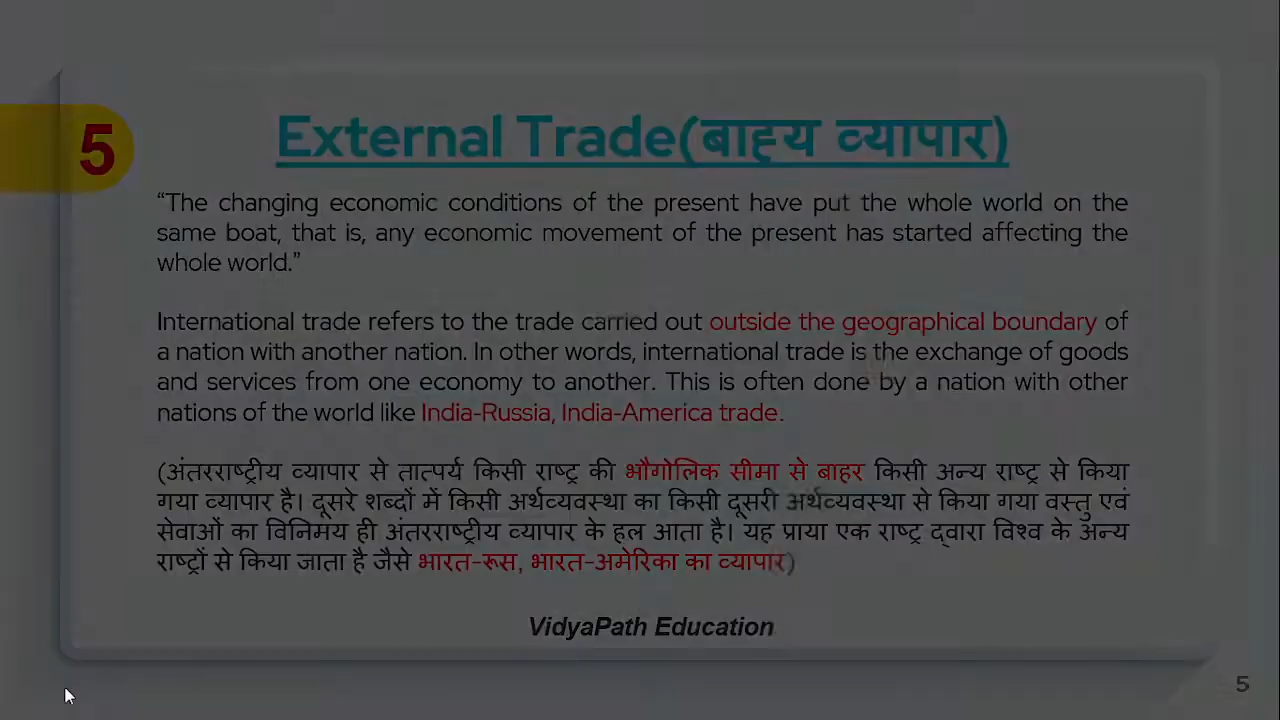 5
External Trade(बाह्य व्यापार)
“The changing economic conditions of the present have put the whole world on the
same boat, that is, any economic movement of the present has started affecting the
whole world.”
International trade refers to the trade carried out outside the geographical boundary of
a nation with another nation. In other words, international trade is the exchange of goods
and services from one economy to another. This is often done by a nation with other
nations of the world like India-Russia, India-America trade.
(अंतरराष्ट्रीय व्यापार से तात्पर्य किसी राष्ट्र की भौगोलिक सीमा से बाहर किसी अन्य राष्ट्र से किया
गया व्यापार है। दूसरे शब्दों में किसी अर्थव्यवस्था का किसी दूसरी अर्थव्यवस्था से किया गया वस्तु एवं
सेवाओं का विनिमय ही अंतरराष्ट्रीय व्यापार के हल आता है। यह प्राया एक राष्ट्र द्वारा विश्व के अन्य
राष्ट्रों से किया जाता है जैसे भारत-रूस, भारत-अमेरिका का व्यापार)
VidyaPath Education
5